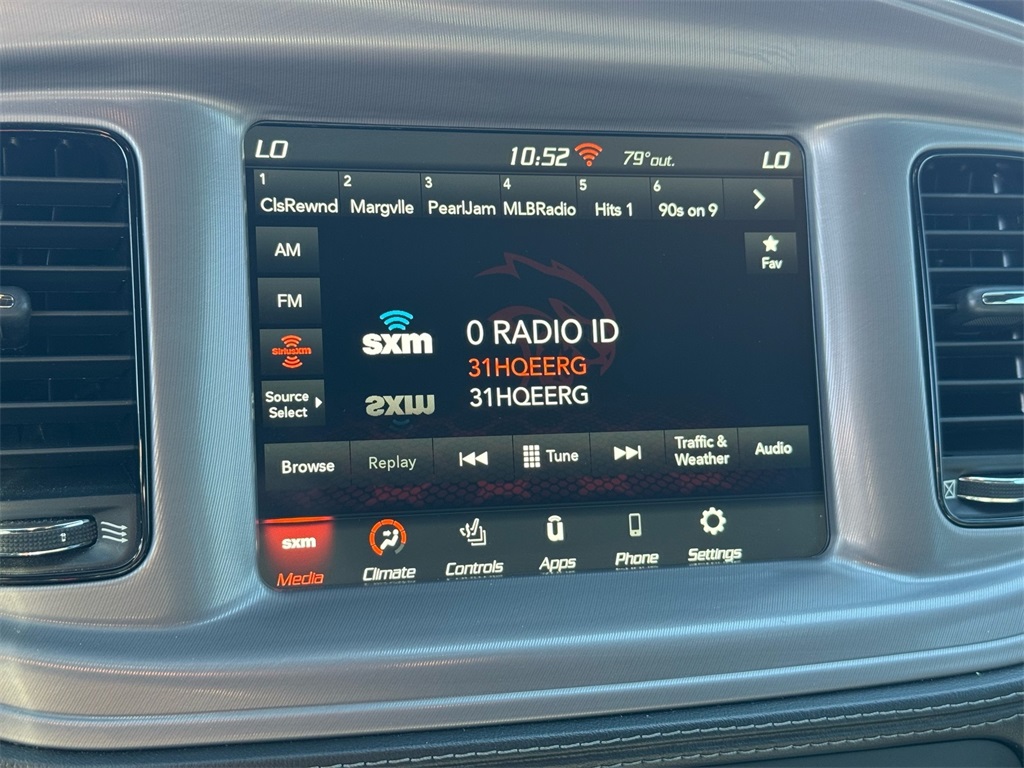 LO 10:52 79°out. LO
1 2 3 4 5 6
ClsRewnd Margvlle PearlJam MLBRadio Hits 1 90s on 9
AM
Fav
FM
sxm 0 RADIO ID
SiriusXM 31HQEERG
31HQEERG
Source
Select
Browse Replay Tune Traffic & Audio
Weather
sxm
Media Climate Controls Apps Phone Settings